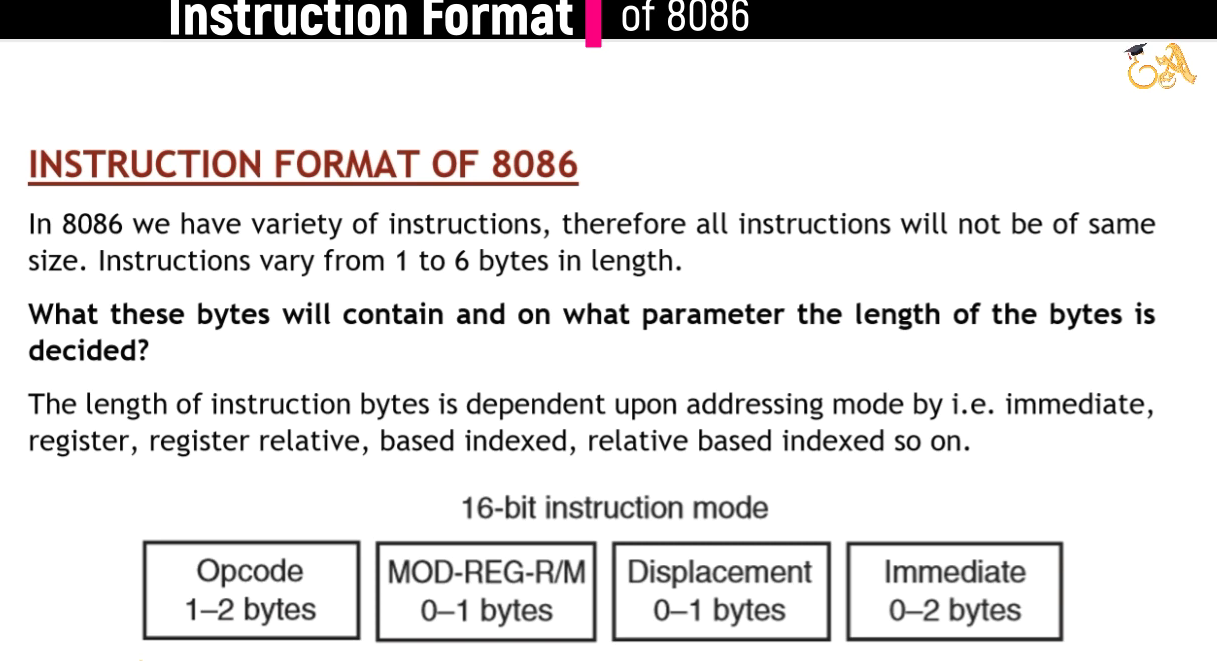 Instruction Format of 8086
EA
INSTRUCTION FORMAT OF 8086
In 8086 we have variety of instructions, therefore all instructions will not be of same
size. Instructions vary from 1 to 6 bytes in length.
What these bytes will contain and on what parameter the length of the bytes is
decided?
The length of instruction bytes is dependent upon addressing mode by i.e. immediate,
register, register relative, based indexed, relative based indexed so on.
16-bit instruction mode
Opcode MOD-REG-R/M Displacement Immediate
1–2 bytes 0–1 bytes 0–1 bytes 0–2 bytes